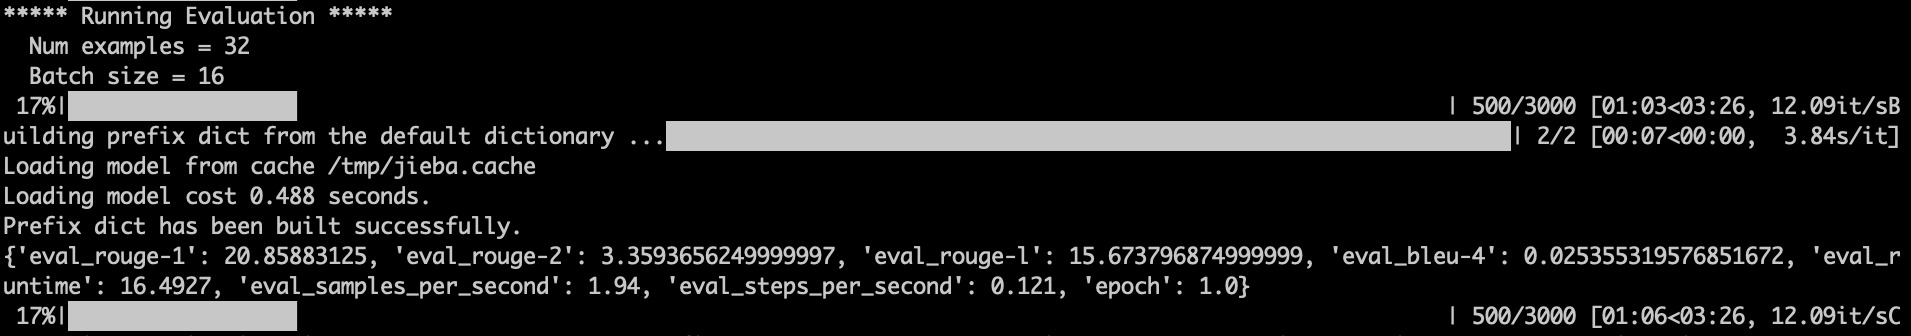 ***** Running Evaluation *****
  Num examples = 32
  Batch size = 16
 17%|                | 500/3000 [01:03<03:26, 12.09it/sB
uilding prefix dict from the default dictionary ...| 2/2 [00:07<00:00,  3.84s/it]
Loading model from cache /tmp/jieba.cache
Loading model cost 0.488 seconds.
Prefix dict has been built successfully.
{'eval_rouge-1': 20.85883125, 'eval_rouge-2': 3.3593656249999997, 'eval_rouge-l': 15.673796874999999, 'eval_bleu-4': 0.025355319576851672, 'eval_r
untime': 16.4927, 'eval_samples_per_second': 1.94, 'eval_steps_per_second': 0.121, 'epoch': 1.0}
 17%|                | 500/3000 [01:06<03:26, 12.09it/sC